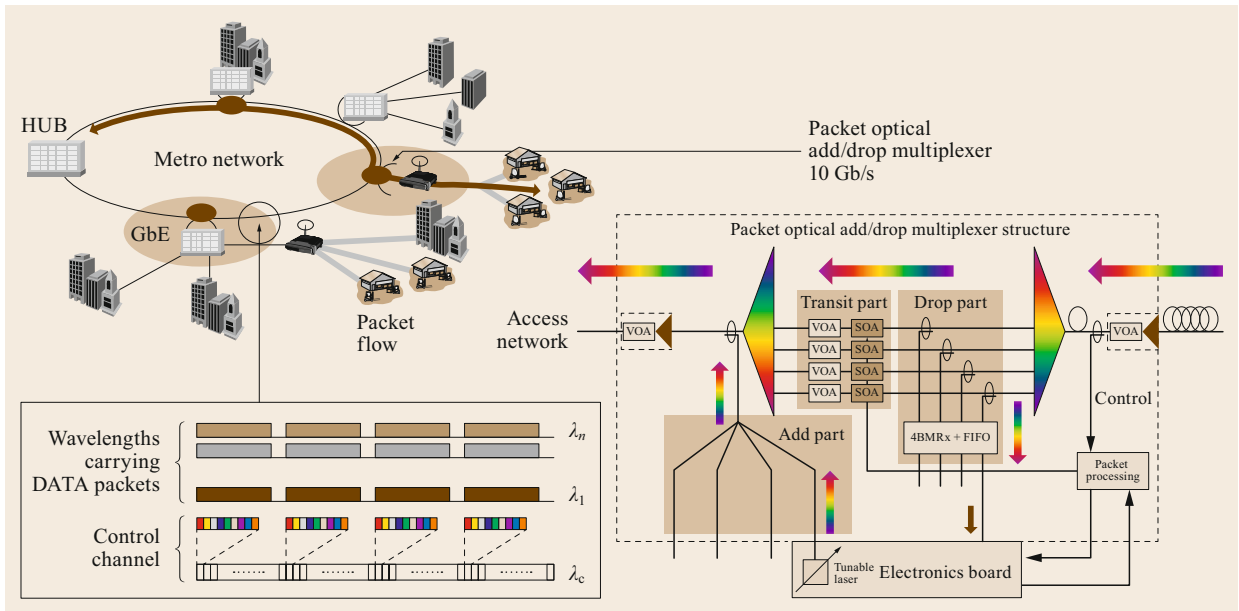 HUB
Metro network
GbE
Packet
flow
Packet optical
add/drop multiplexer
10 Gb/s
Access
network
Packet optical add/drop multiplexer structure
Transit part
Drop part
VOA
VOA
SOA
VOA
SOA
VOA
SOA
VOA
SOA
VOA
Control
Add part
4BMRx + FIFO
Packet
processing
Tunable
laser
Electronics board
Wavelengths
carrying
DATA packets
λn
λ1
Control
channel
λc